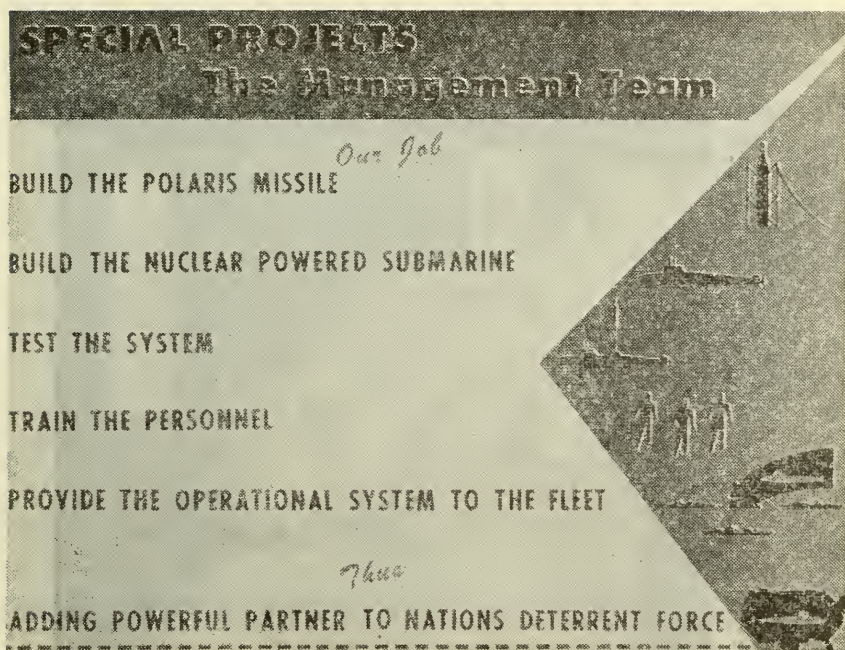 SPECIAL PROJECTS
The Management Team
Our Job
BUILD THE POLARIS MISSILE
BUILD THE NUCLEAR POWERED SUBMARINE
TEST THE SYSTEM
TRAIN THE PERSONNEL
PROVIDE THE OPERATIONAL SYSTEM TO THE FLEET
Thus
ADDING POWERFUL PARTNER TO NATIONS DETERRENT FORCE